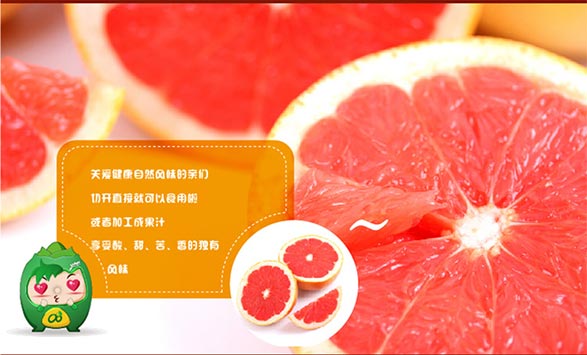 关爱健康自然风味的亲们
切开直接就可以食用啦
或者加工成果汁
享受酸、甜、苦、香的独有
风味